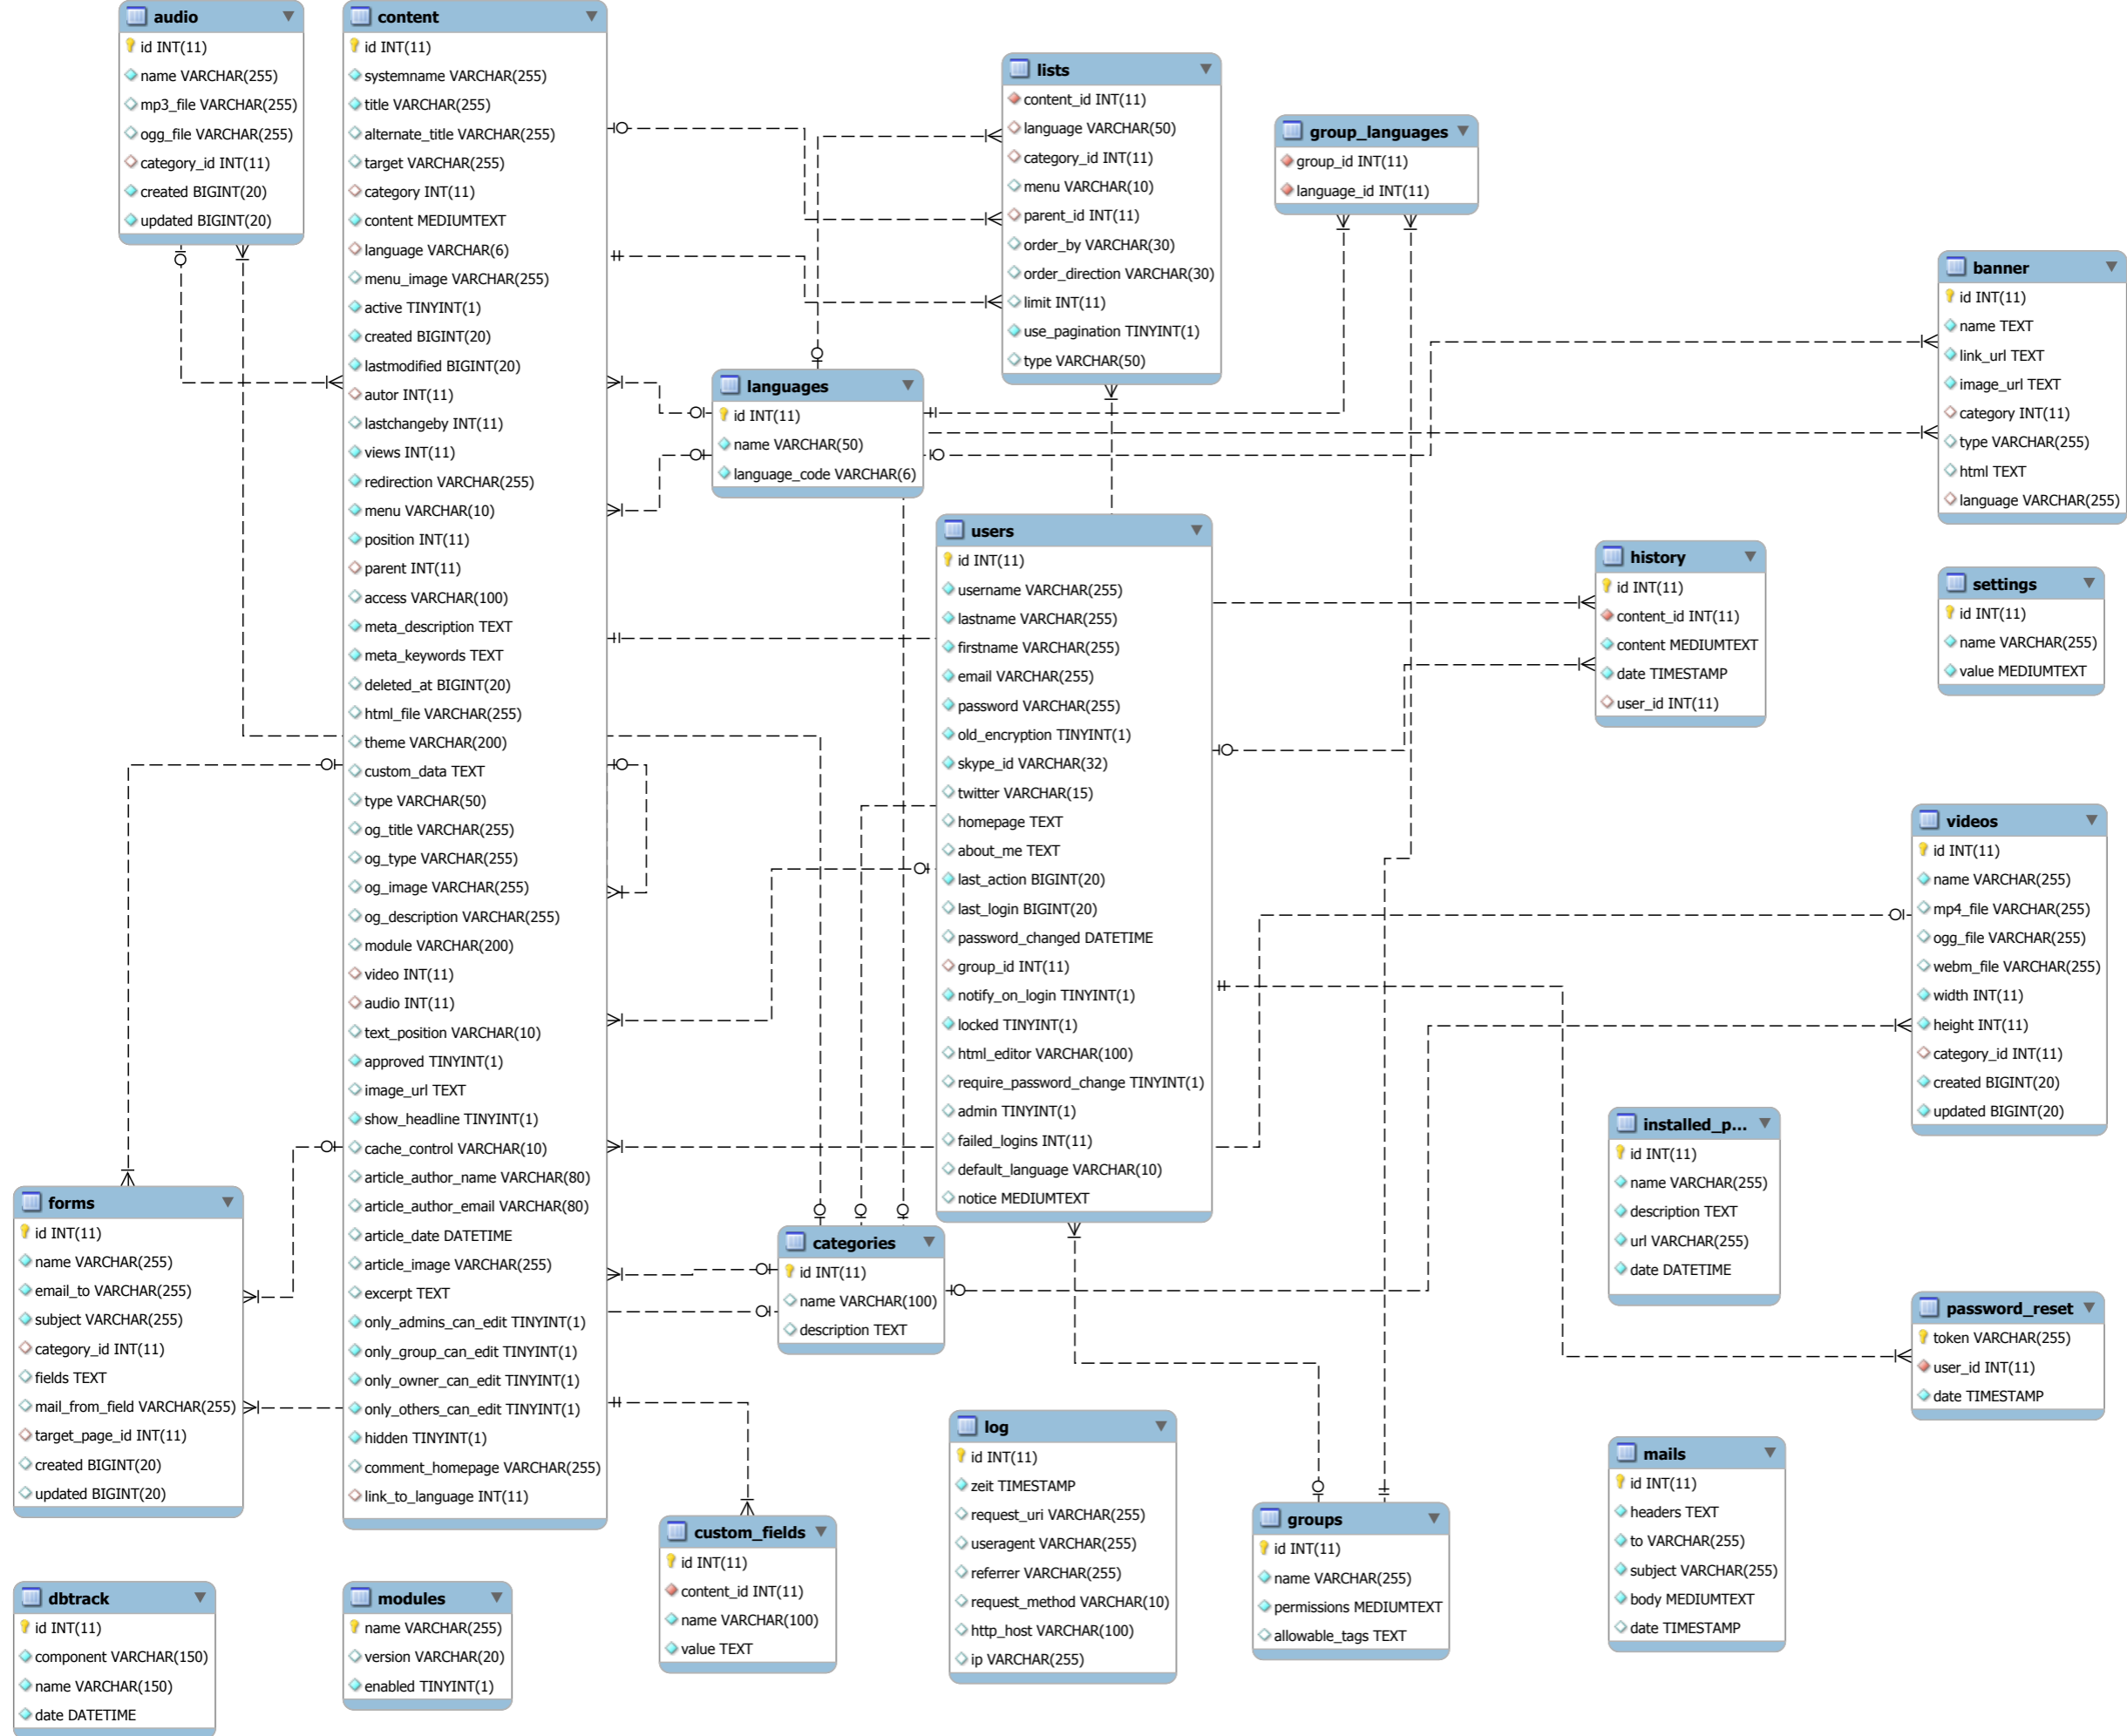 audio
id INT(11)
name VARCHAR(255)
mp3_file VARCHAR(255)
ogg_file VARCHAR(255)
category_id INT(11)
created BIGINT(20)
updated BIGINT(20)
content
id INT(11)
systemname VARCHAR(255)
title VARCHAR(255)
alternate_title VARCHAR(255)
target VARCHAR(255)
category INT(11)
content MEDIUMTEXT
language VARCHAR(6)
menu_image VARCHAR(255)
active TINYINT(1)
created BIGINT(20)
lastmodified BIGINT(20)
autor INT(11)
lastchangeby INT(11)
views INT(11)
redirection VARCHAR(255)
menu VARCHAR(10)
position INT(11)
parent INT(11)
access VARCHAR(100)
meta_description TEXT
meta_keywords TEXT
deleted_at BIGINT(20)
html_file VARCHAR(255)
theme VARCHAR(200)
custom_data TEXT
type VARCHAR(50)
og_title VARCHAR(255)
og_type VARCHAR(255)
og_image VARCHAR(255)
og_description VARCHAR(255)
module VARCHAR(200)
video INT(11)
audio INT(11)
text_position VARCHAR(10)
approved TINYINT(1)
image_url TEXT
show_headline TINYINT(1)
cache_control VARCHAR(10)
article_author_name VARCHAR(80)
article_author_email VARCHAR(80)
article_date DATETIME
article_image VARCHAR(255)
excerpt TEXT
only_admins_can_edit TINYINT(1)
only_group_can_edit TINYINT(1)
only_owner_can_edit TINYINT(1)
only_others_can_edit TINYINT(1)
hidden TINYINT(1)
comment_homepage VARCHAR(255)
link_to_language INT(11)
lists
content_id INT(11)
language VARCHAR(50)
category_id INT(11)
menu VARCHAR(10)
parent_id INT(11)
order_by VARCHAR(30)
order_direction VARCHAR(30)
limit INT(11)
use_pagination TINYINT(1)
type VARCHAR(50)
group_languages
group_id INT(11)
language_id INT(11)
banner
id INT(11)
name TEXT
link_url TEXT
image_url TEXT
category INT(11)
type VARCHAR(255)
html TEXT
language VARCHAR(255)
languages
id INT(11)
name VARCHAR(50)
language_code VARCHAR(6)
users
id INT(11)
username VARCHAR(255)
lastname VARCHAR(255)
firstname VARCHAR(255)
email VARCHAR(255)
password VARCHAR(255)
old_encryption TINYINT(1)
skype_id VARCHAR(32)
twitter VARCHAR(15)
homepage TEXT
about_me TEXT
last_action BIGINT(20)
last_login BIGINT(20)
password_changed DATETIME
group_id INT(11)
notify_on_login TINYINT(1)
locked TINYINT(1)
html_editor VARCHAR(100)
require_password_change TINYINT(1)
admin TINYINT(1)
failed_logins INT(11)
default_language VARCHAR(10)
notice MEDIUMTEXT
history
id INT(11)
content_id INT(11)
content MEDIUMTEXT
date TIMESTAMP
user_id INT(11)
settings
id INT(11)
name VARCHAR(255)
value MEDIUMTEXT
videos
id INT(11)
name VARCHAR(255)
mp4_file VARCHAR(255)
ogg_file VARCHAR(255)
webm_file VARCHAR(255)
width INT(11)
height INT(11)
category_id INT(11)
created BIGINT(20)
updated BIGINT(20)
installed_p...
id INT(11)
name VARCHAR(255)
description TEXT
url VARCHAR(255)
date DATETIME
forms
id INT(11)
name VARCHAR(255)
email_to VARCHAR(255)
subject VARCHAR(255)
category_id INT(11)
fields TEXT
mail_from_field VARCHAR(255)
target_page_id INT(11)
created BIGINT(20)
updated BIGINT(20)
categories
id INT(11)
name VARCHAR(100)
description TEXT
password_reset
token VARCHAR(255)
user_id INT(11)
date TIMESTAMP
log
id INT(11)
zeit TIMESTAMP
request_uri VARCHAR(255)
useragent VARCHAR(255)
referrer VARCHAR(255)
request_method VARCHAR(10)
http_host VARCHAR(100)
ip VARCHAR(255)
mails
id INT(11)
headers TEXT
to VARCHAR(255)
subject VARCHAR(255)
body MEDIUMTEXT
date TIMESTAMP
groups
id INT(11)
name VARCHAR(255)
permissions MEDIUMTEXT
allowable_tags TEXT
custom_fields
id INT(11)
content_id INT(11)
name VARCHAR(100)
value TEXT
dbtrack
id INT(11)
component VARCHAR(150)
name VARCHAR(150)
date DATETIME
modules
name VARCHAR(255)
version VARCHAR(20)
enabled TINYINT(1)